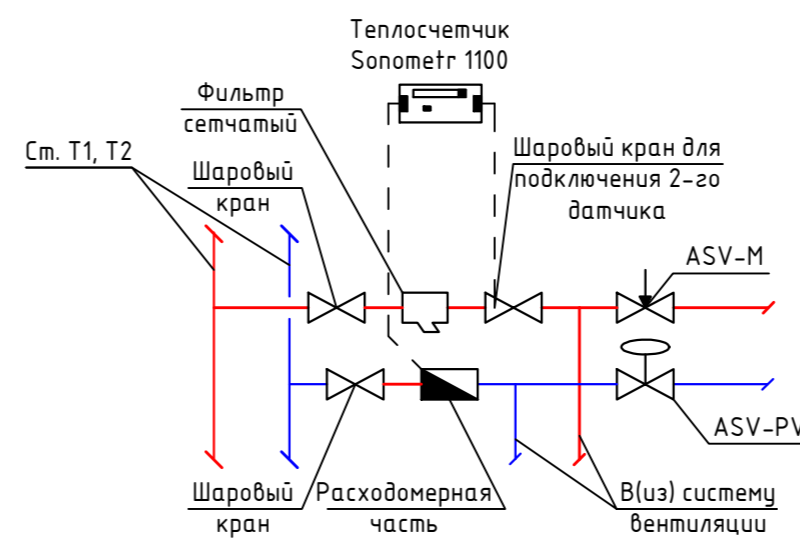 Теплосчетчик
Sonometr 1100
Фильтр
сетчатый
Ст. Т1, Т2
Шаровый
кран
Шаровый кран для
подключения 2-го
датчика
ASV-M
ASV-PV
Шаровый
кран
Расходомерная
часть
В(из) систему
вентиляции